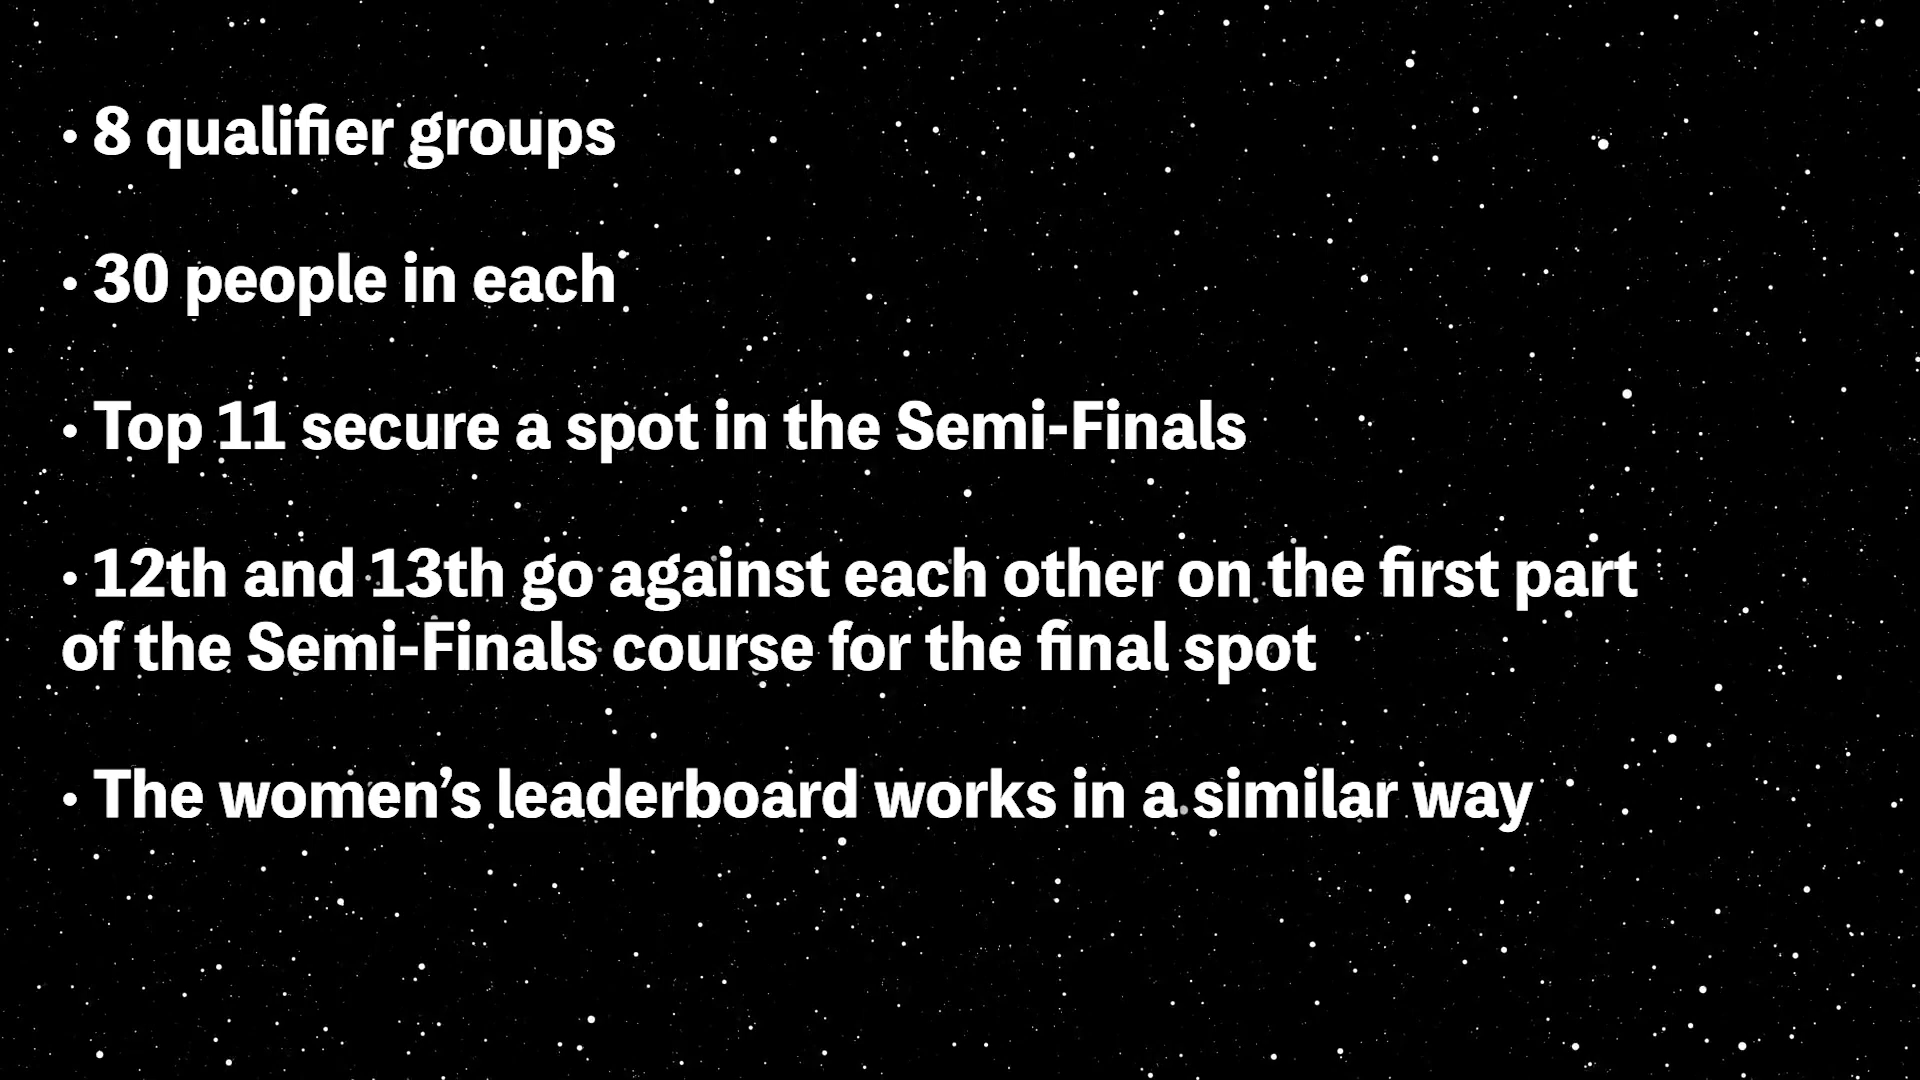 • 8 qualifier groups
• 30 people in each
• Top 11 secure a spot in the Semi-Finals
• 12th and 13th go against each other on the first part
of the Semi-Finals course for the final spot
• The women’s leaderboard works in a similar way